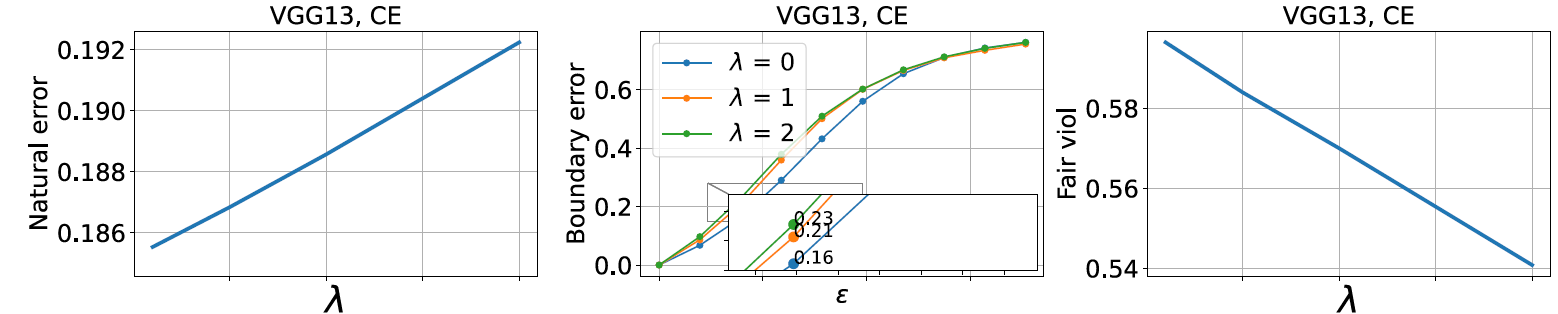 VGG13, CE
Natural error
0.192
0.190
0.188
0.186
λ
VGG13, CE
Boundary error
0.6
0.4
0.2
0.0
λ = 0
λ = 1
λ = 2
0.23
0.21
0.16
ε
VGG13, CE
Fair viol
0.58
0.56
0.54
λ